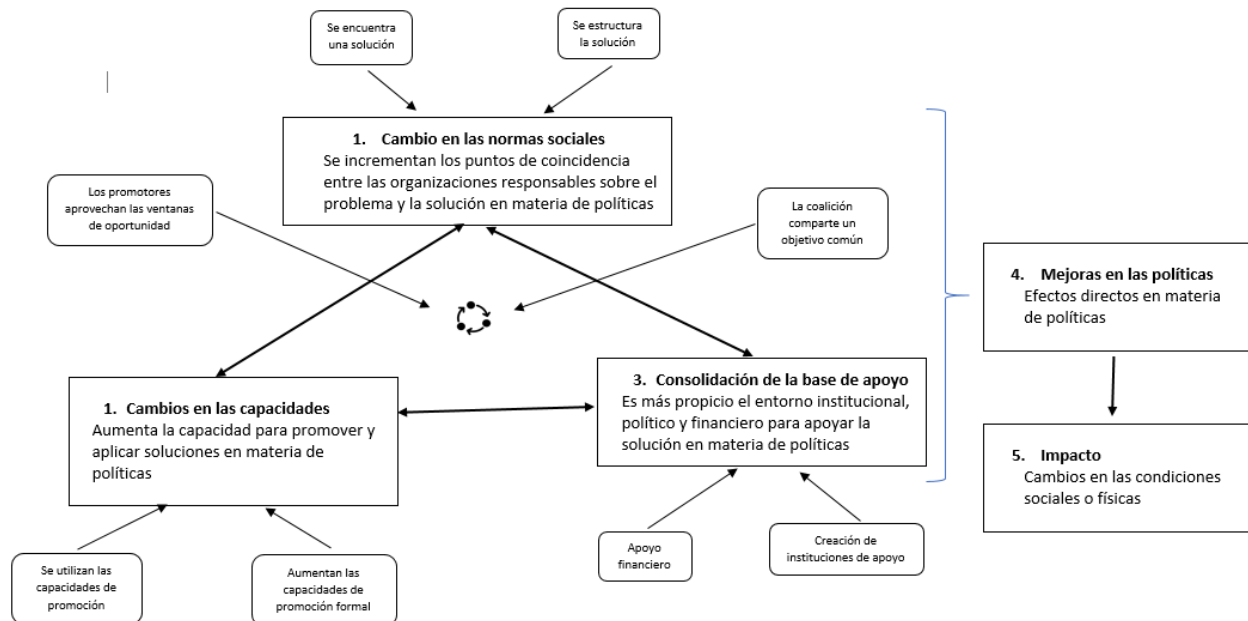 Se encuentra
una solución
Se estructura
la solución
1. Cambio en las normas sociales
Se incrementan los puntos de coincidencia
entre las organizaciones responsables sobre el
problema y la solución en materia de políticas
Los promotores
aprovechan las ventanas
de oportunidad
La coalición
comparte un
objetivo común
4 Mejoras en las políticas
Efectos directos en materia
de políticas
1. Cambios en las capacidades
Aumenta la capacidad para promover y
aplicar soluciones en materia de
políticas
3. Consolidación de la base de apoyo
Es más propicio el entorno institucional,
político y financiero para apoyar la
solución en materia de políticas
5. Impacto
Cambios en las condiciones
sociales o físicas
Se utilizan las
capacidades de
promoción
Aumentan las
capacidades de
promoción formal
Apoyo
financiero
Creación de
instituciones de apoyo